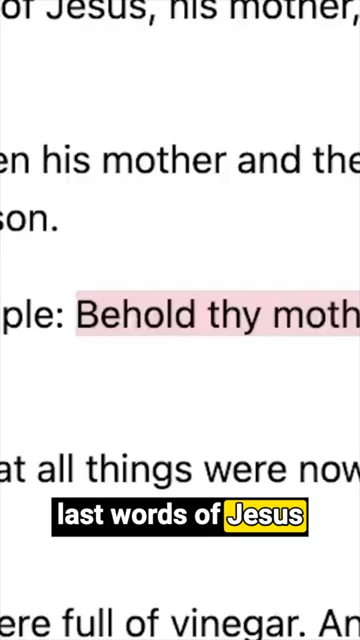 of Jesus, his mother,
en his mother and the
son.
ple: Behold thy moth
at all things were now
last words of Jesus
ere full of vinegar. An